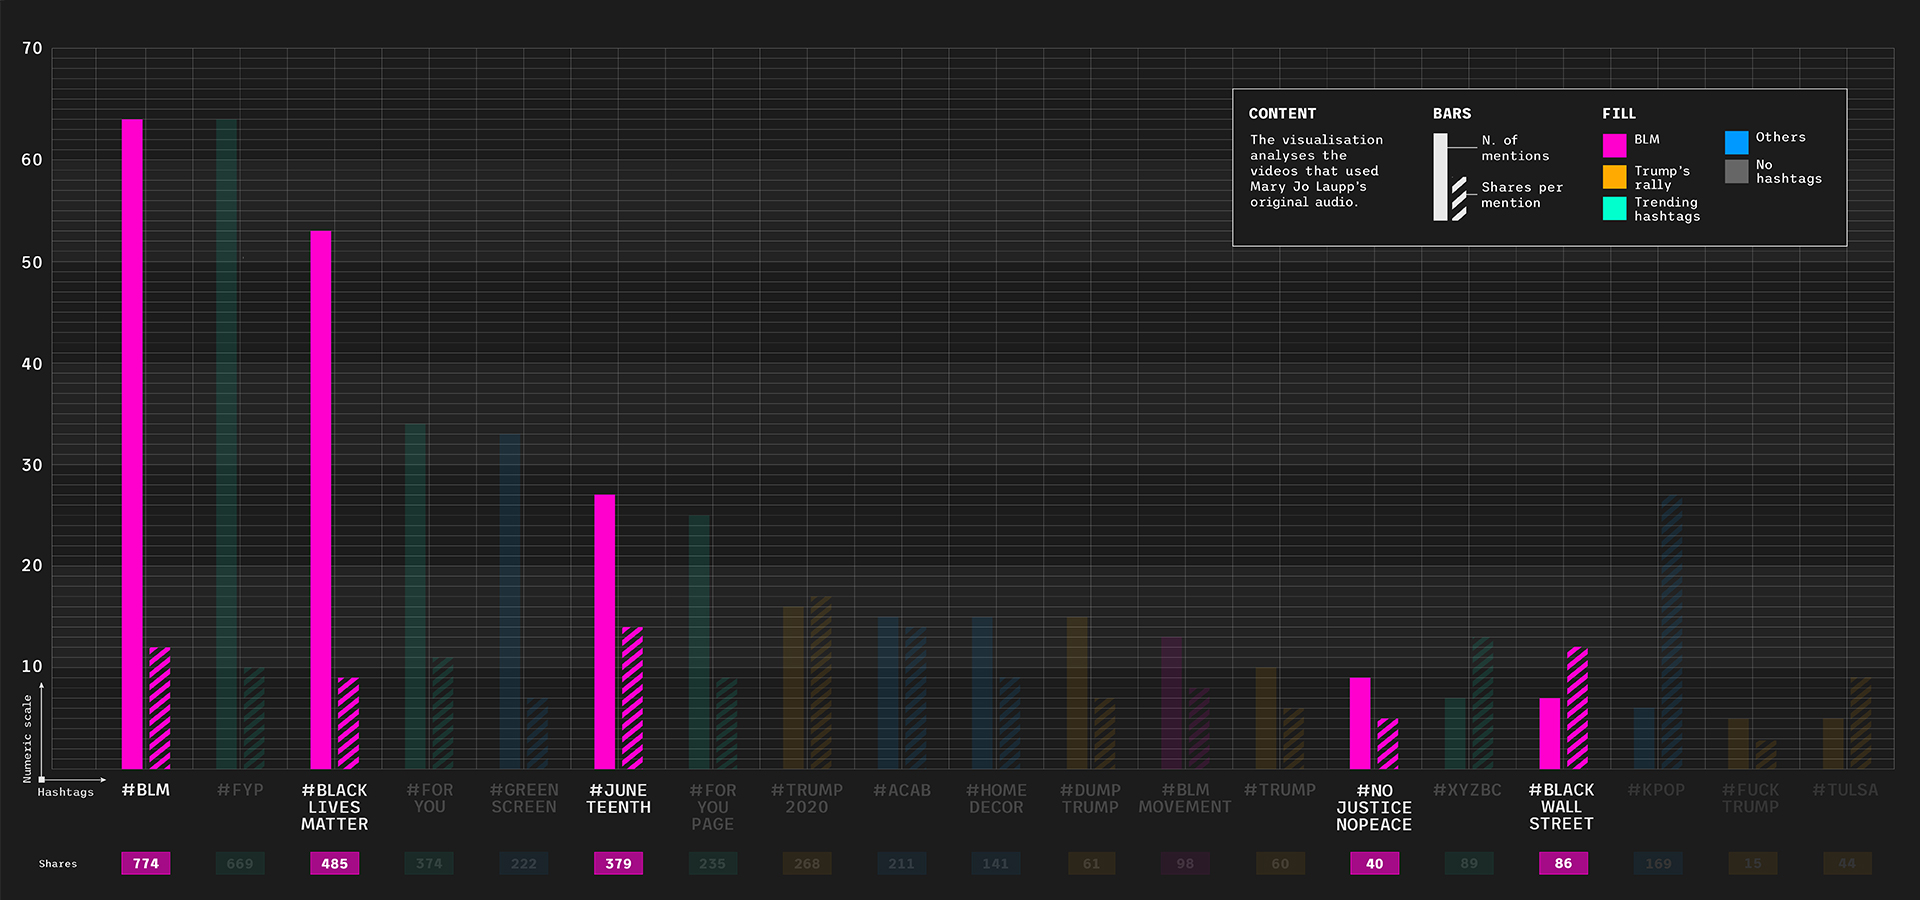 70
60
50
40
30
20
10
CONTENT
The visualisation
analyses the
videos that used
Mary Jo Laupp's
original audio.
BARS
N. of
mentions
Shares per
mention
FILL
BLM
Trump's
rally
Trending
hashtags
Others
No
hashtags
Numeric scale
Hashtags
#BLM
#FYP
#BLACK
LIVES
MATTER
#FOR
YOU
#GREEN
SCREEN
#JUNE
TEENTH
#FOR
YOU
PAGE
#TRUMP
2020
#ACAB
#HOME
DECOR
#DUMP
TRUMP
#BLM
MOVEMENT
#TRUMP
#NO
JUSTICE
NOPEACE
#XYZBC
#BLACK
WALL
STREET
#KPOP
#FUCK
TRUMP
#TULSA
Shares
774
669
485
374
222
379
235
268
211
141
61
98
60
40
89
86
169
15
44